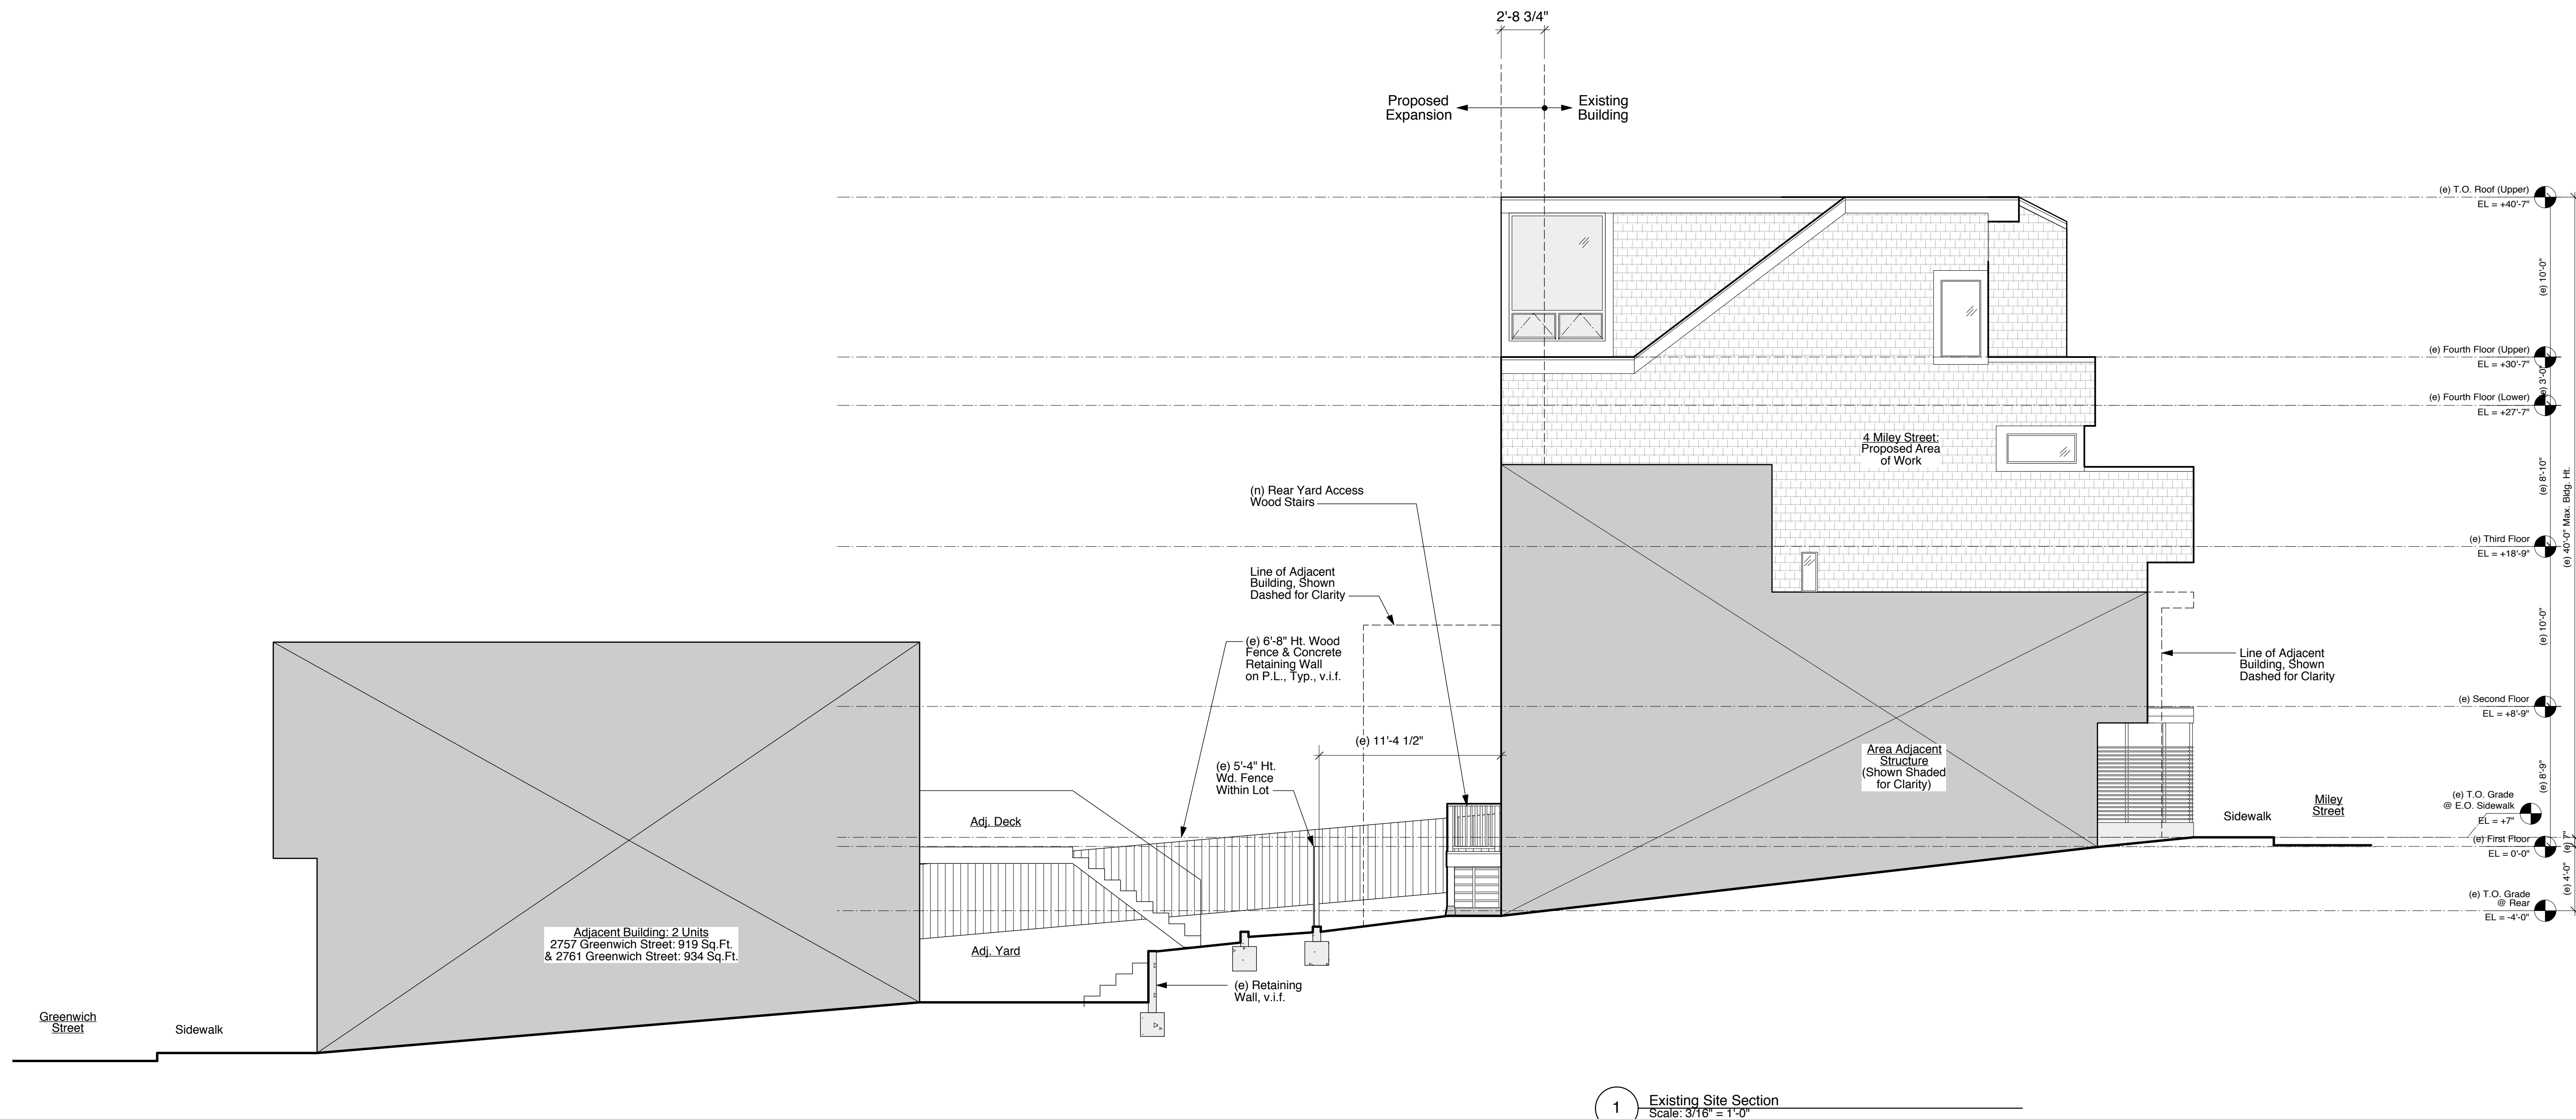 2'-8 3/4"
Proposed
Expansion
Existing
Building
(e) T.O. Roof (Upper)
EL = +40'-7"
(e) 10'-0"
(e) Fourth Floor (Upper)
EL = +30'-7"
(e) 3'-0"
(e) Fourth Floor (Lower)
EL = +27'-7"
4 Miley Street:
Proposed Area
of Work
(e) 8'-10"
(e) 40'-0" Max. Bldg. Ht.
(n) Rear Yard Access
Wood Stairs
(e) Third Floor
EL = +18'-9"
Line of Adjacent
Building, Shown
Dashed for Clarity
(e) 10'-0"
(e) 6'-8" Ht. Wood
Fence & Concrete
Retaining Wall
on P.L., Typ., v.i.f.
Line of Adjacent
Building, Shown
Dashed for Clarity
(e) Second Floor
EL = +8'-9"
(e) 11'-4 1/2"
Area Adjacent
Structure
(Shown Shaded
for Clarity)
(e) 5'-4" Ht.
Wd. Fence
Within Lot
(e) 8'-9"
(e) T.O. Grade
@ E.O. Sidewalk
EL = +7"
Miley
Street
Sidewalk
Adj. Deck
(e) 7"
(e) First Floor
EL = 0'-0"
(e) 4'-0"
(e) T.O. Grade
@ Rear
EL = -4'-0"
Adjacent Building: 2 Units
2757 Greenwich Street: 919 Sq.Ft.
& 2761 Greenwich Street: 934 Sq.Ft.
Adj. Yard
(e) Retaining
Wall, v.i.f.
Greenwich
Street
Sidewalk
1
Existing Site Section
Scale: 3/16" = 1'-0"